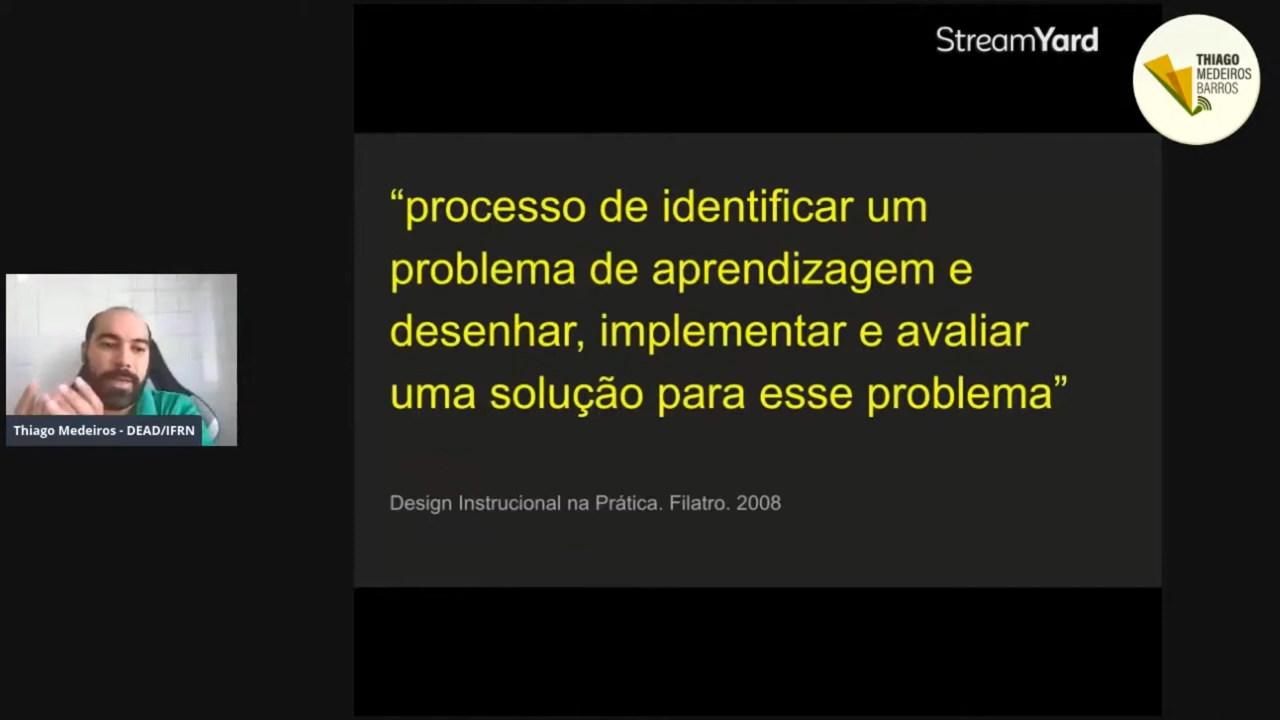 StreamYard
THIAGO
MEDEIROS
BARROS
“processo de identificar um
problema de aprendizagem e
desenhar, implementar e avaliar
uma solução para esse problema”
Thiago Medeiros - DEAD/IFRN
Design Instrucional na Prática. Filatro. 2008